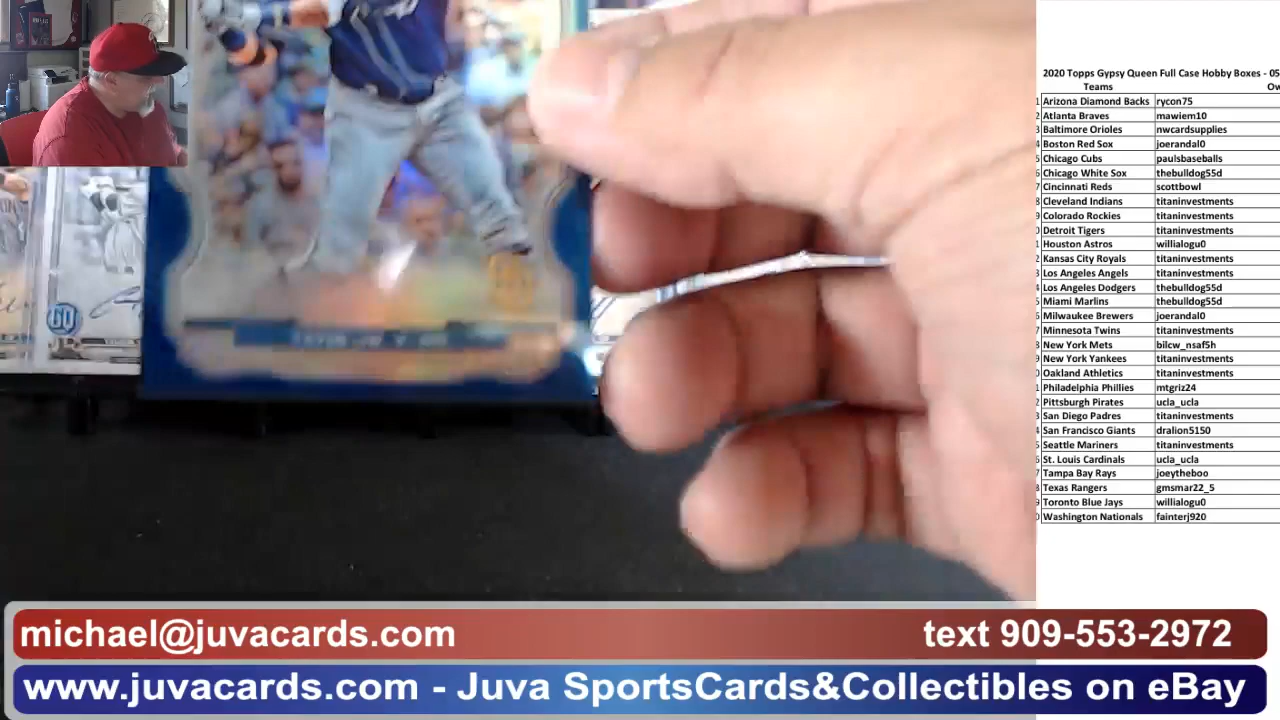 2020 Topps Gypsy Queen Full Case Hobby Boxes - 05
Teams Ow
Arizona Diamond Backs rycon75
Atlanta Braves mawiem10
Baltimore Orioles nwcardsupplies
Boston Red Sox joerandal0
Chicago Cubs paulsbaseballs
Chicago White Sox thebulldog55d
Cincinnati Reds scottbowl
Cleveland Indians titaninvestments
Colorado Rockies titaninvestments
Detroit Tigers titaninvestments
Houston Astros willialogu0
Kansas City Royals titaninvestments
Los Angeles Angels titaninvestments
Los Angeles Dodgers thebulldog55d
Miami Marlins thebulldog55d
Milwaukee Brewers joerandal0
Minnesota Twins titaninvestments
New York Mets bilcw_nsaf5h
New York Yankees titaninvestments
Oakland Athletics titaninvestments
Philadelphia Phillies mtgriz24
Pittsburgh Pirates ucla_ucla
San Diego Padres titaninvestments
San Francisco Giants dralion5150
Seattle Mariners titaninvestments
St. Louis Cardinals ucla_ucla
Tampa Bay Rays joeytheboo
Texas Rangers gmsmar22_5
Toronto Blue Jays willialogu0
Washington Nationals fainterj920
GQ
michael@juvacards.com text 909-553-2972
www.juvacards.com - Juva SportsCards&Collectibles on eBay